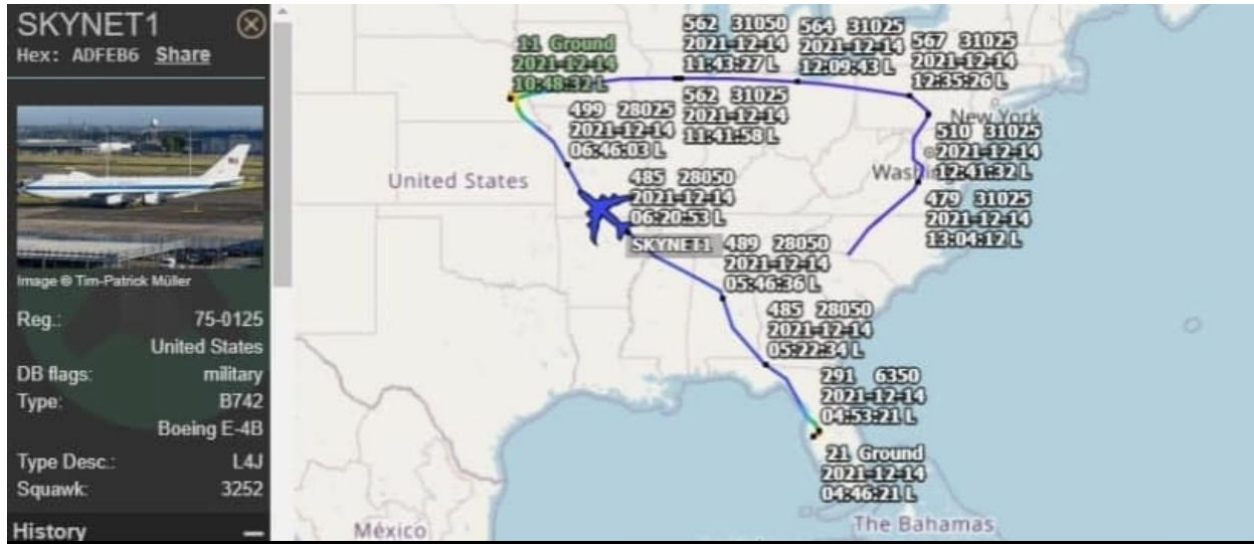 SKYNET1
Hex: ADFEB6 Share
Image © Tim-Patrick Müller
Reg.: 75-0125
United States
DB flags: military
Type: B742
Boeing E-4B
Type Desc.: L4J
Squawk: 3252
History
11 Ground
2021-12-14
10:48:32 L
562 31050
2021-12-14
11:43:27 L
564 31025
2021-12-14
12:09:43 L
567 31025
2021-12-14
12:35:26 L
499 28025
2021-12-14
06:46:03 L
562 31025
2021-12-14
11:41:58 L
New York
510 31025
2021-12-14
12:41:32 L
United States
485 28050
2021-12-14
06:20:53 L
479 31025
2021-12-14
13:04:12 L
SKYNET1
489 28050
2021-12-14
05:46:36 L
485 28050
2021-12-14
05:22:34 L
291 6350
2021-12-14
04:53:21 L
21 Ground
2021-12-14
04:46:21 L
México
The Bahamas